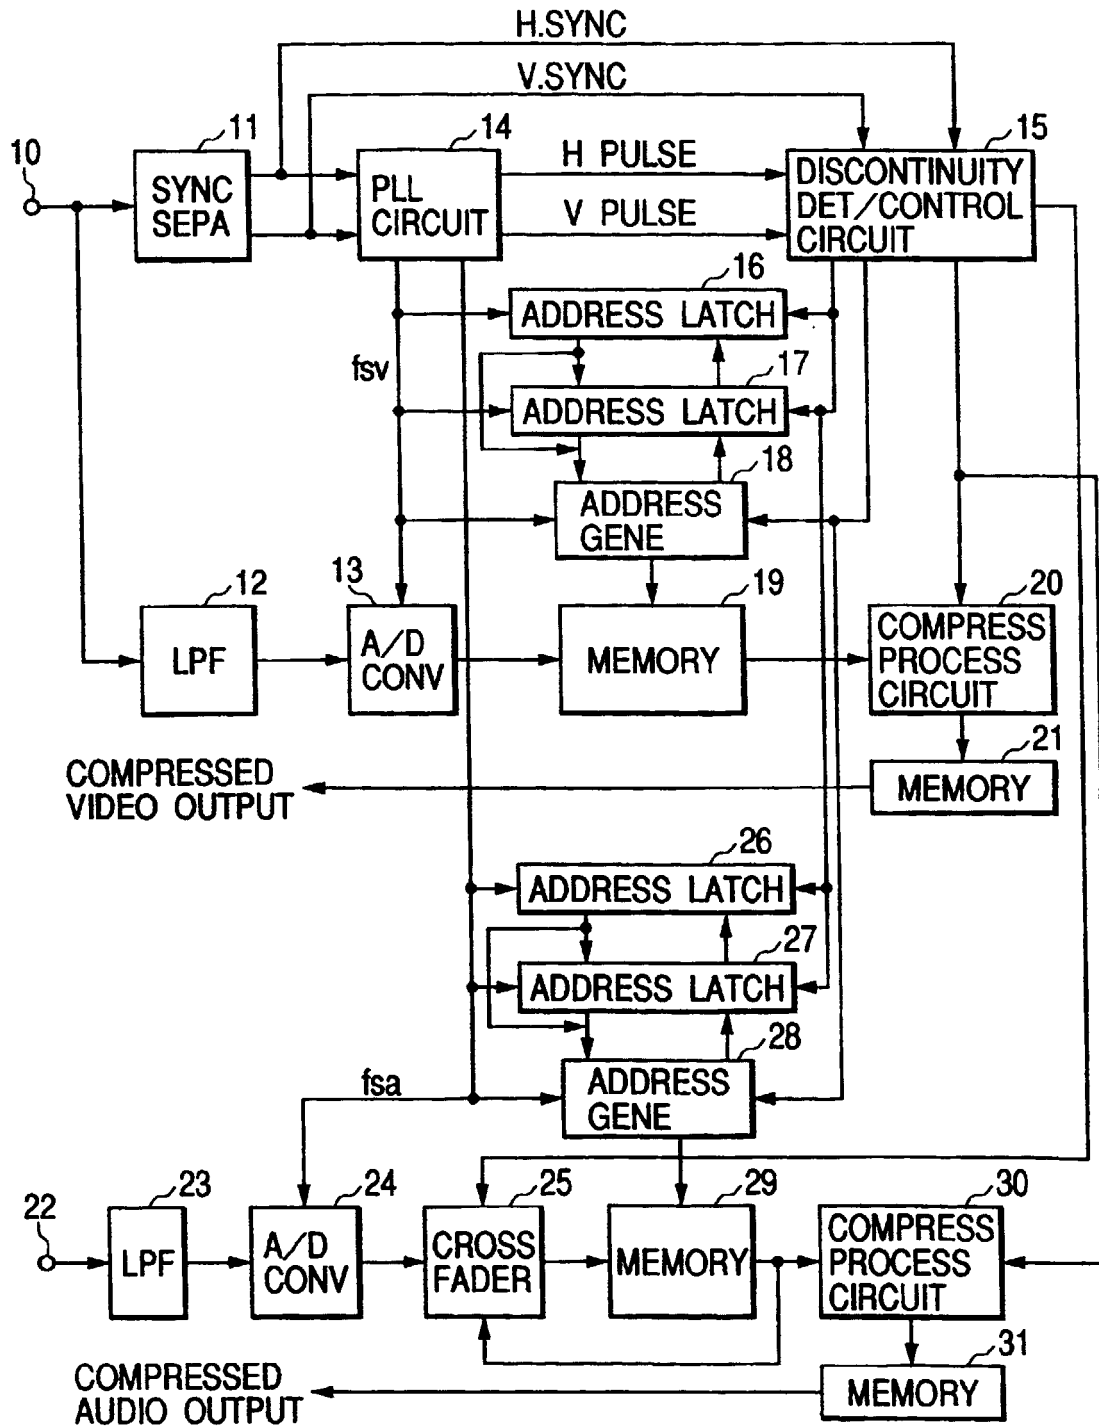 H.SYNC
V.SYNC
10
11
14
15
SYNC
SEPA
PLL
CIRCUIT
H PULSE
V PULSE
DISCONTINUITY
DET/CONTROL
CIRCUIT
16
ADDRESS LATCH
fsv
17
ADDRESS LATCH
18
ADDRESS
GENE
12
13
19
20
LPF
A/D
CONV
MEMORY
COMPRESS
PROCESS
CIRCUIT
21
COMPRESSED
VIDEO OUTPUT
MEMORY
26
ADDRESS LATCH
27
ADDRESS LATCH
28
fsa
ADDRESS
GENE
22
23
24
25
29
30
LPF
A/D
CONV
CROSS
FADER
MEMORY
COMPRESS
PROCESS
CIRCUIT
31
COMPRESSED
AUDIO OUTPUT
MEMORY